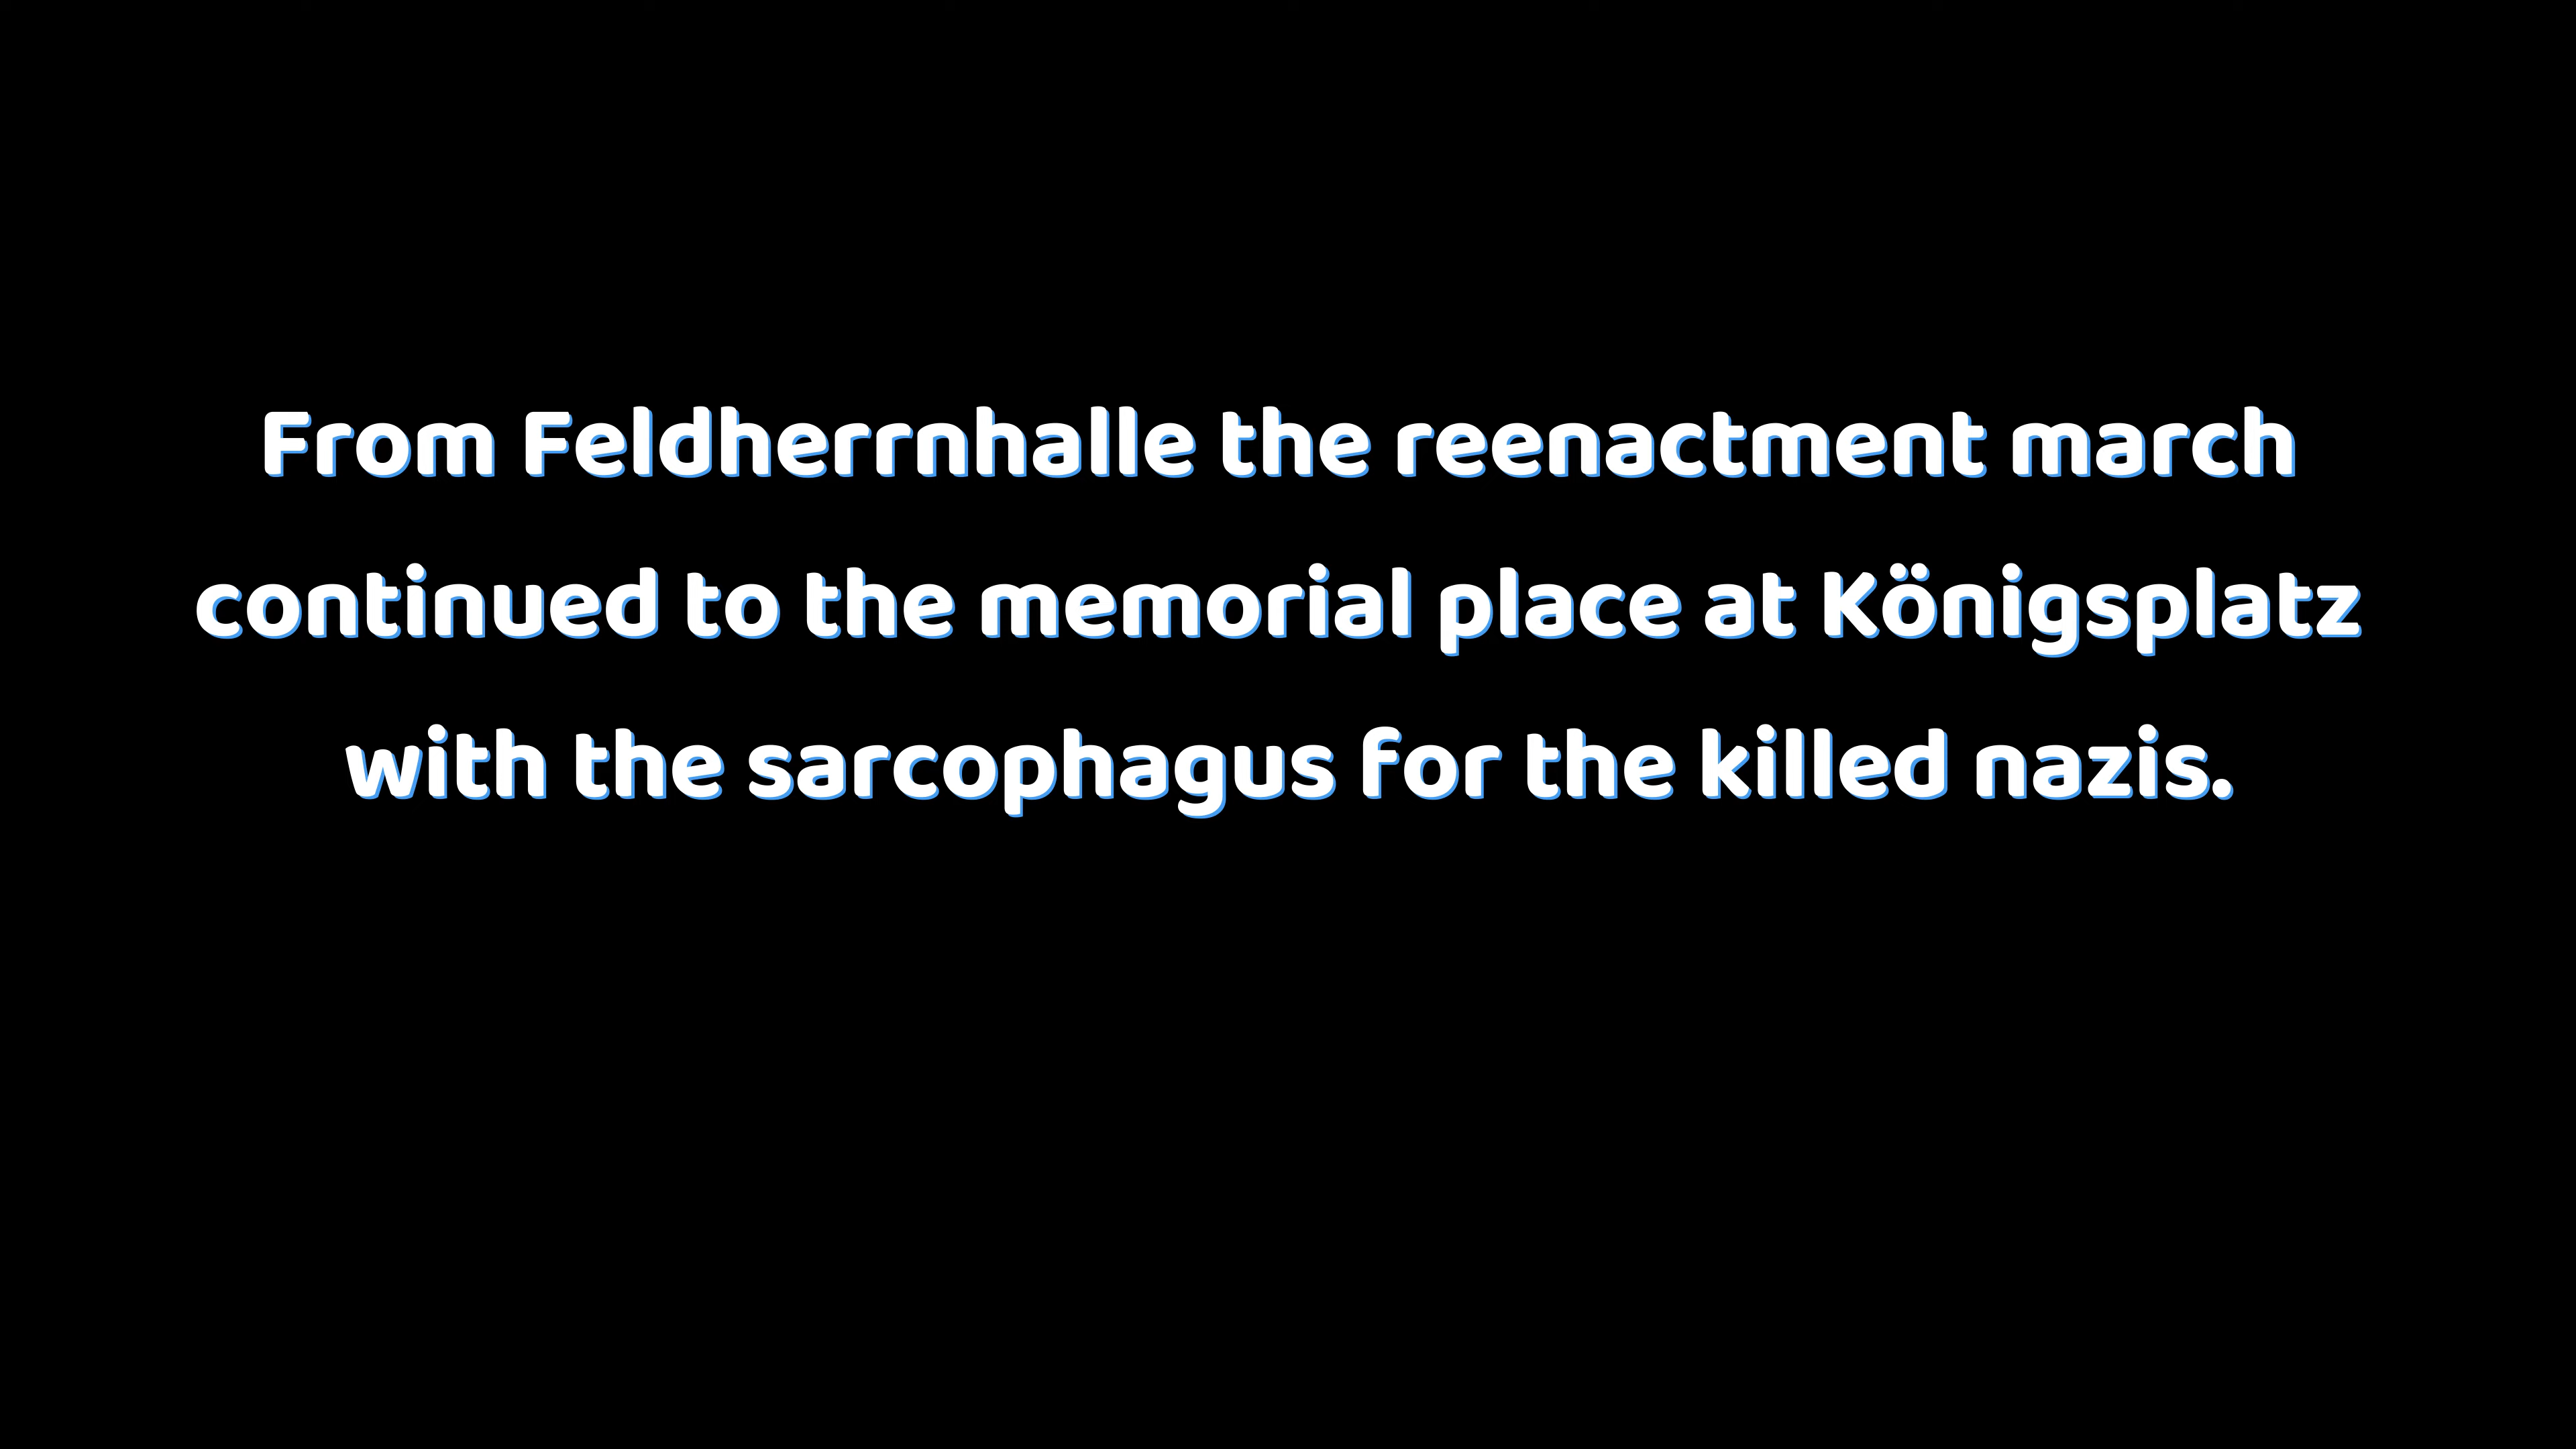 From Feldherrnhalle the reenactment march
continued to the memorial place at Königsplatz
with the sarcophagus for the killed nazis.